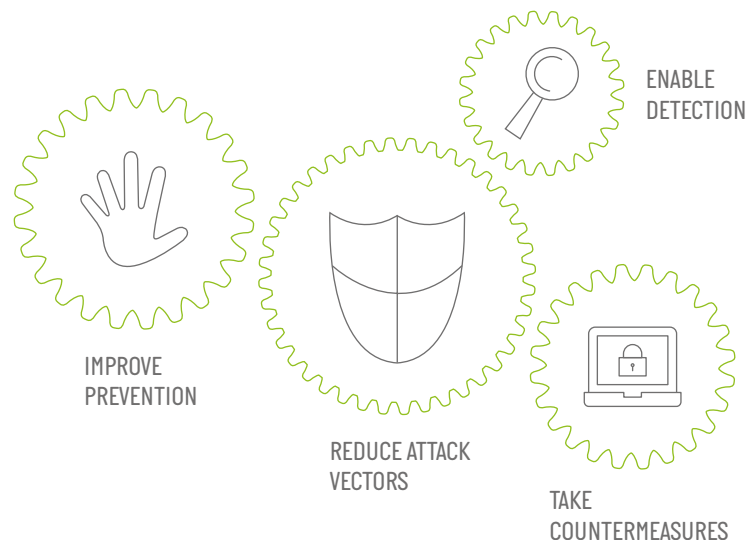 ENABLE
DETECTION
IMPROVE
PREVENTION
REDUCE ATTACK
VECTORS
TAKE
COUNTERMEASURES